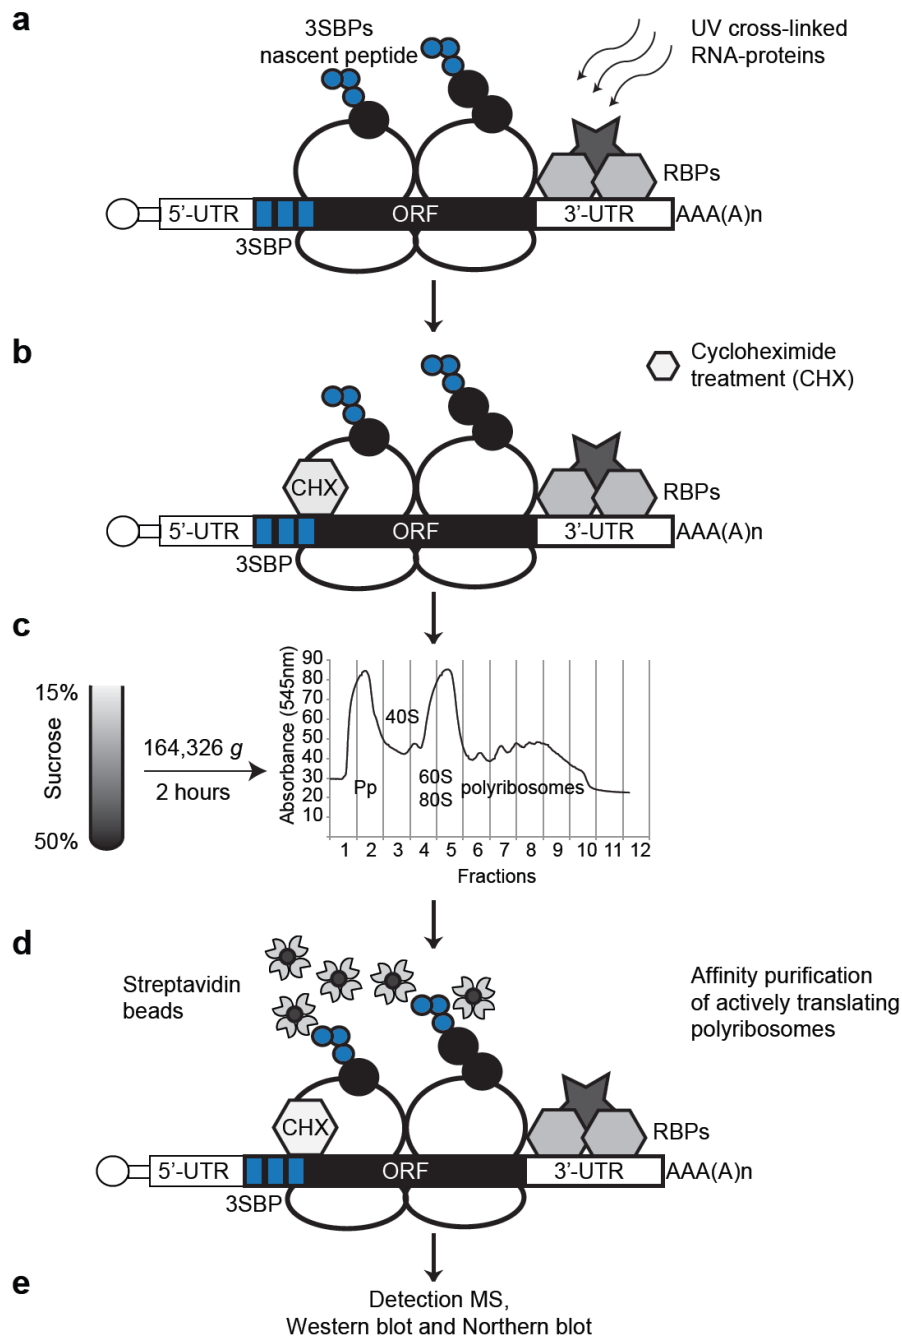 a
3SBPs
nascent peptide
UV cross-linked
RNA-proteins
RBPs
5’-UTR
ORF
3’-UTR
AAA(A)n
3SBP
b
Cycloheximide
treatment (CHX)
CHX
RBPs
5’-UTR
ORF
3’-UTR
AAA(A)n
3SBP
c
15%
Sucrose
50%
164,326 g
2 hours
Absorbance (545nm)
90
80
70
60
50
40
30
20
10
40S
Pp
60S
80S
polyribosomes
1 2 3 4 5 6 7 8 9 10 11 12
Fractions
d
Streptavidin
beads
Affinity purification
of actively translating
polyribosomes
CHX
RBPs
5’-UTR
ORF
3’-UTR
AAA(A)n
3SBP
e
Detection MS,
Western blot and Northern blot